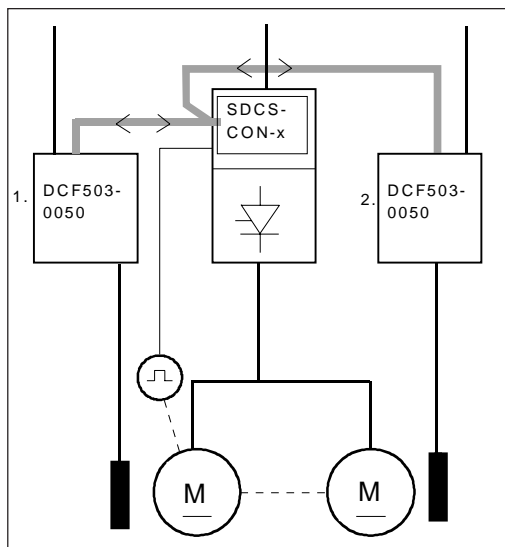 SDCS-
CON-x
1.
DCF503-
0050
2.
DCF503-
0050
M
M